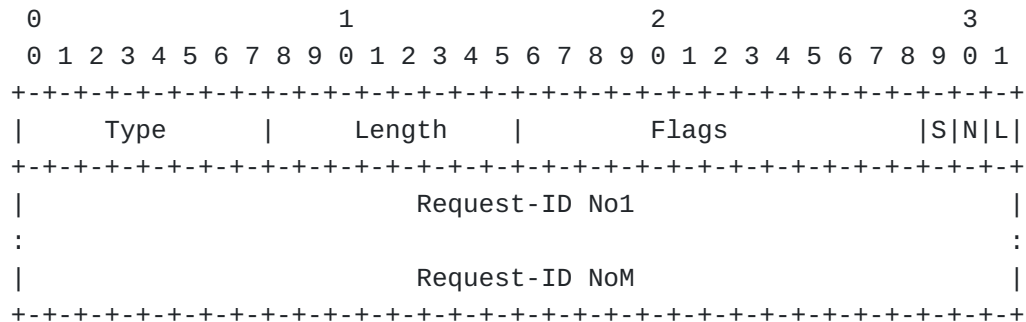 0                   1                   2                   3
 0 1 2 3 4 5 6 7 8 9 0 1 2 3 4 5 6 7 8 9 0 1 2 3 4 5 6 7 8 9 0 1
+-+-+-+-+-+-+-+-+-+-+-+-+-+-+-+-+-+-+-+-+-+-+-+-+-+-+-+-+-+-+-+-+
|     Type      |     Length    |        Flags            |S|N|L|
+-+-+-+-+-+-+-+-+-+-+-+-+-+-+-+-+-+-+-+-+-+-+-+-+-+-+-+-+-+-+-+-+
|                         Request-ID No1                        |
:                                                               :
|                         Request-ID NoM                        |
+-+-+-+-+-+-+-+-+-+-+-+-+-+-+-+-+-+-+-+-+-+-+-+-+-+-+-+-+-+-+-+-+